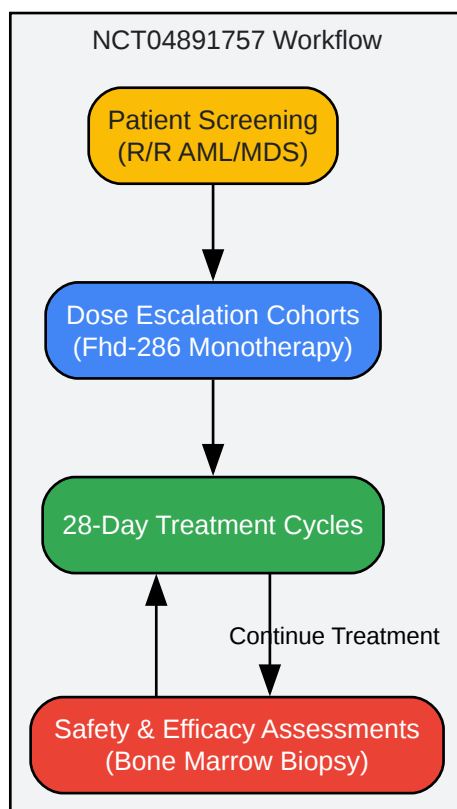 NCT04891757 Workflow
Patient Screening
(R/R AML/MDS)
Dose Escalation Cohorts
(Fhd-286 Monotherapy)
28-Day Treatment Cycles
Continue Treatment
Safety & Efficacy Assessments
(Bone Marrow Biopsy)